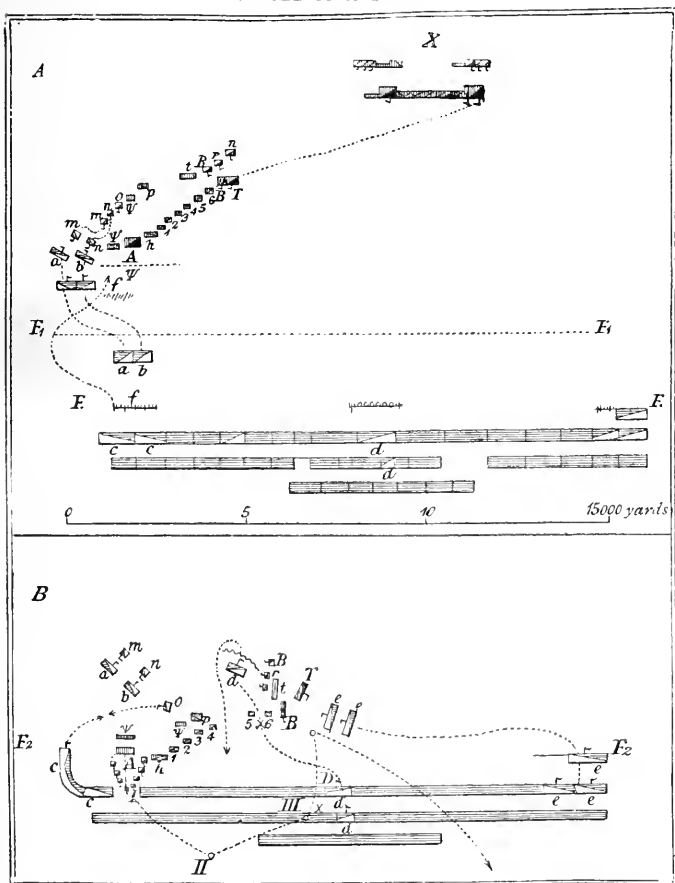 X
A
n
r
R
t
B T
p
6
5
4
3
2
1
h
O
Ψ
n
m
m
n
Ψ
A
a b
Ψ
f
F1 F1
a b
F. f F.
c c d
d
0 5 10 15000 yards
B
m
a
n
b
O
d
B
r
t
T
B
e e
5 6
Ψ
p
Ψ
4
3
2
1
h
A
F2 F2
c
c
e
D
III d
e e
d
II